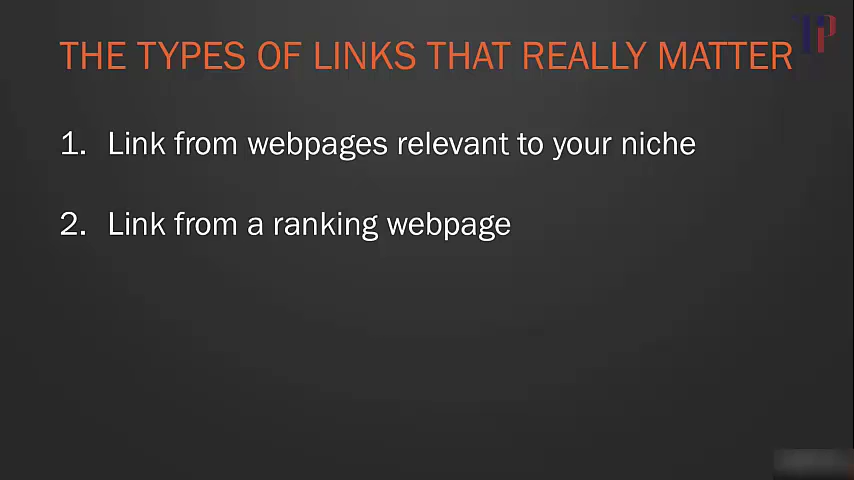 THE TYPES OF LINKS THAT REALLY MATTER
1. Link from webpages relevant to your niche
2. Link from a ranking webpage